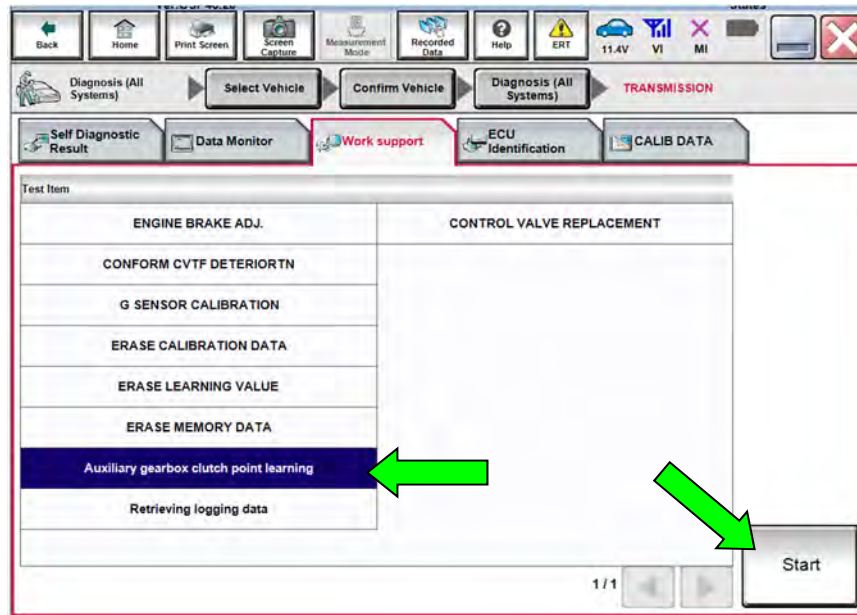 Back
Home
Print Screen
Screen
Capture
Measurement
Mode
Recorded
Data
Help
ERT
11.4V
VI
MI
Diagnosis (All
Systems)
Select Vehicle
Confirm Vehicle
Diagnosis (All
Systems)
TRANSMISSION
Self Diagnostic
Result
Data Monitor
Work support
ECU
Identification
CALIB DATA
Test Item
ENGINE BRAKE ADJ.
CONTROL VALVE REPLACEMENT
CONFORM CVTF DETERIORTN
G SENSOR CALIBRATION
ERASE CALIBRATION DATA
ERASE LEARNING VALUE
ERASE MEMORY DATA
Auxiliary gearbox clutch point learning
Retrieving logging data
Start
1/1